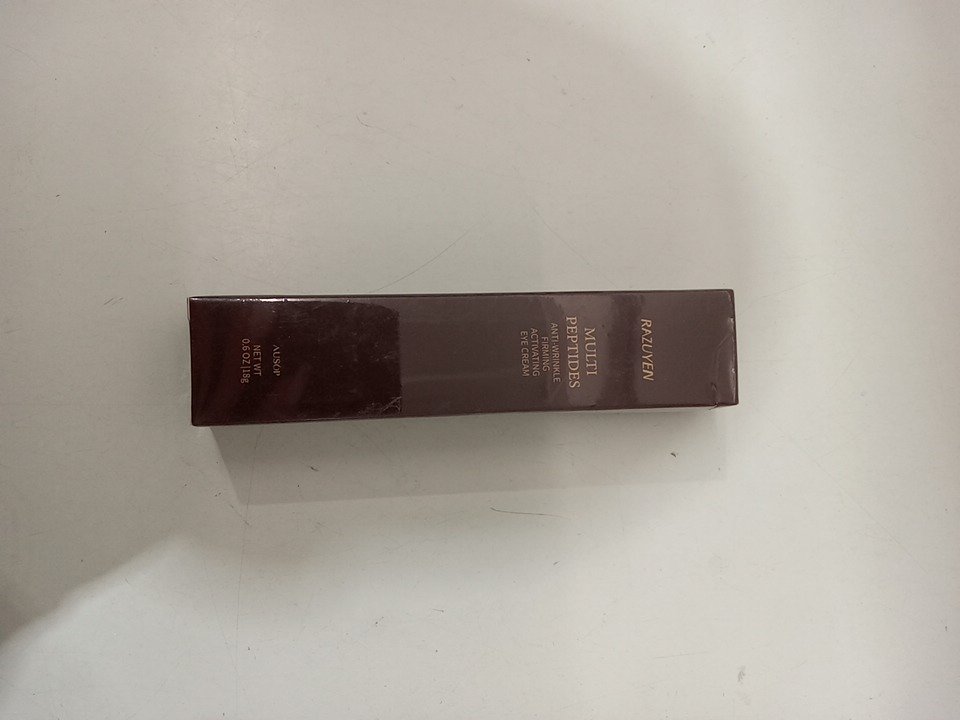 RAZUYEN
MULTI
PEPTIDES
ANTI-WRINKLE
FIRMING
ACTIVATING
EYE CREAM
AUSOP
NET WT
0.6 OZ|18g